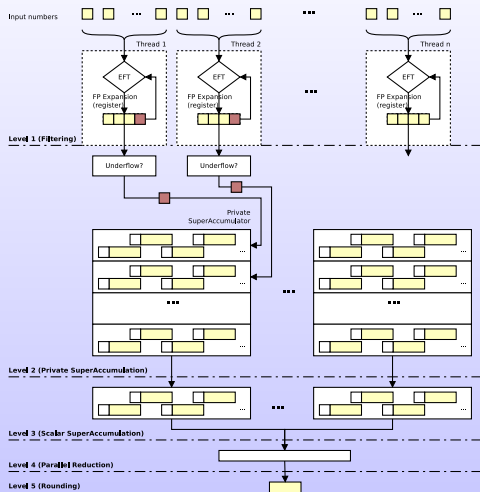 Input numbers
...
...
...
...
Thread 1
Thread 2
Thread n
EFT
EFT
EFT
FP Expansion
(register)
FP Expansion
(register)
FP Expansion
(register)
...
Level 1 (Filtering)
Underflow?
Underflow?
Private
SuperAccumulator
...
...
...
...
...
...
...
...
...
Level 2 (Private SuperAccumulation)
...
...
...
Level 3 (Scalar SuperAccumulation)
Level 4 (Parallel Reduction)
Level 5 (Rounding)